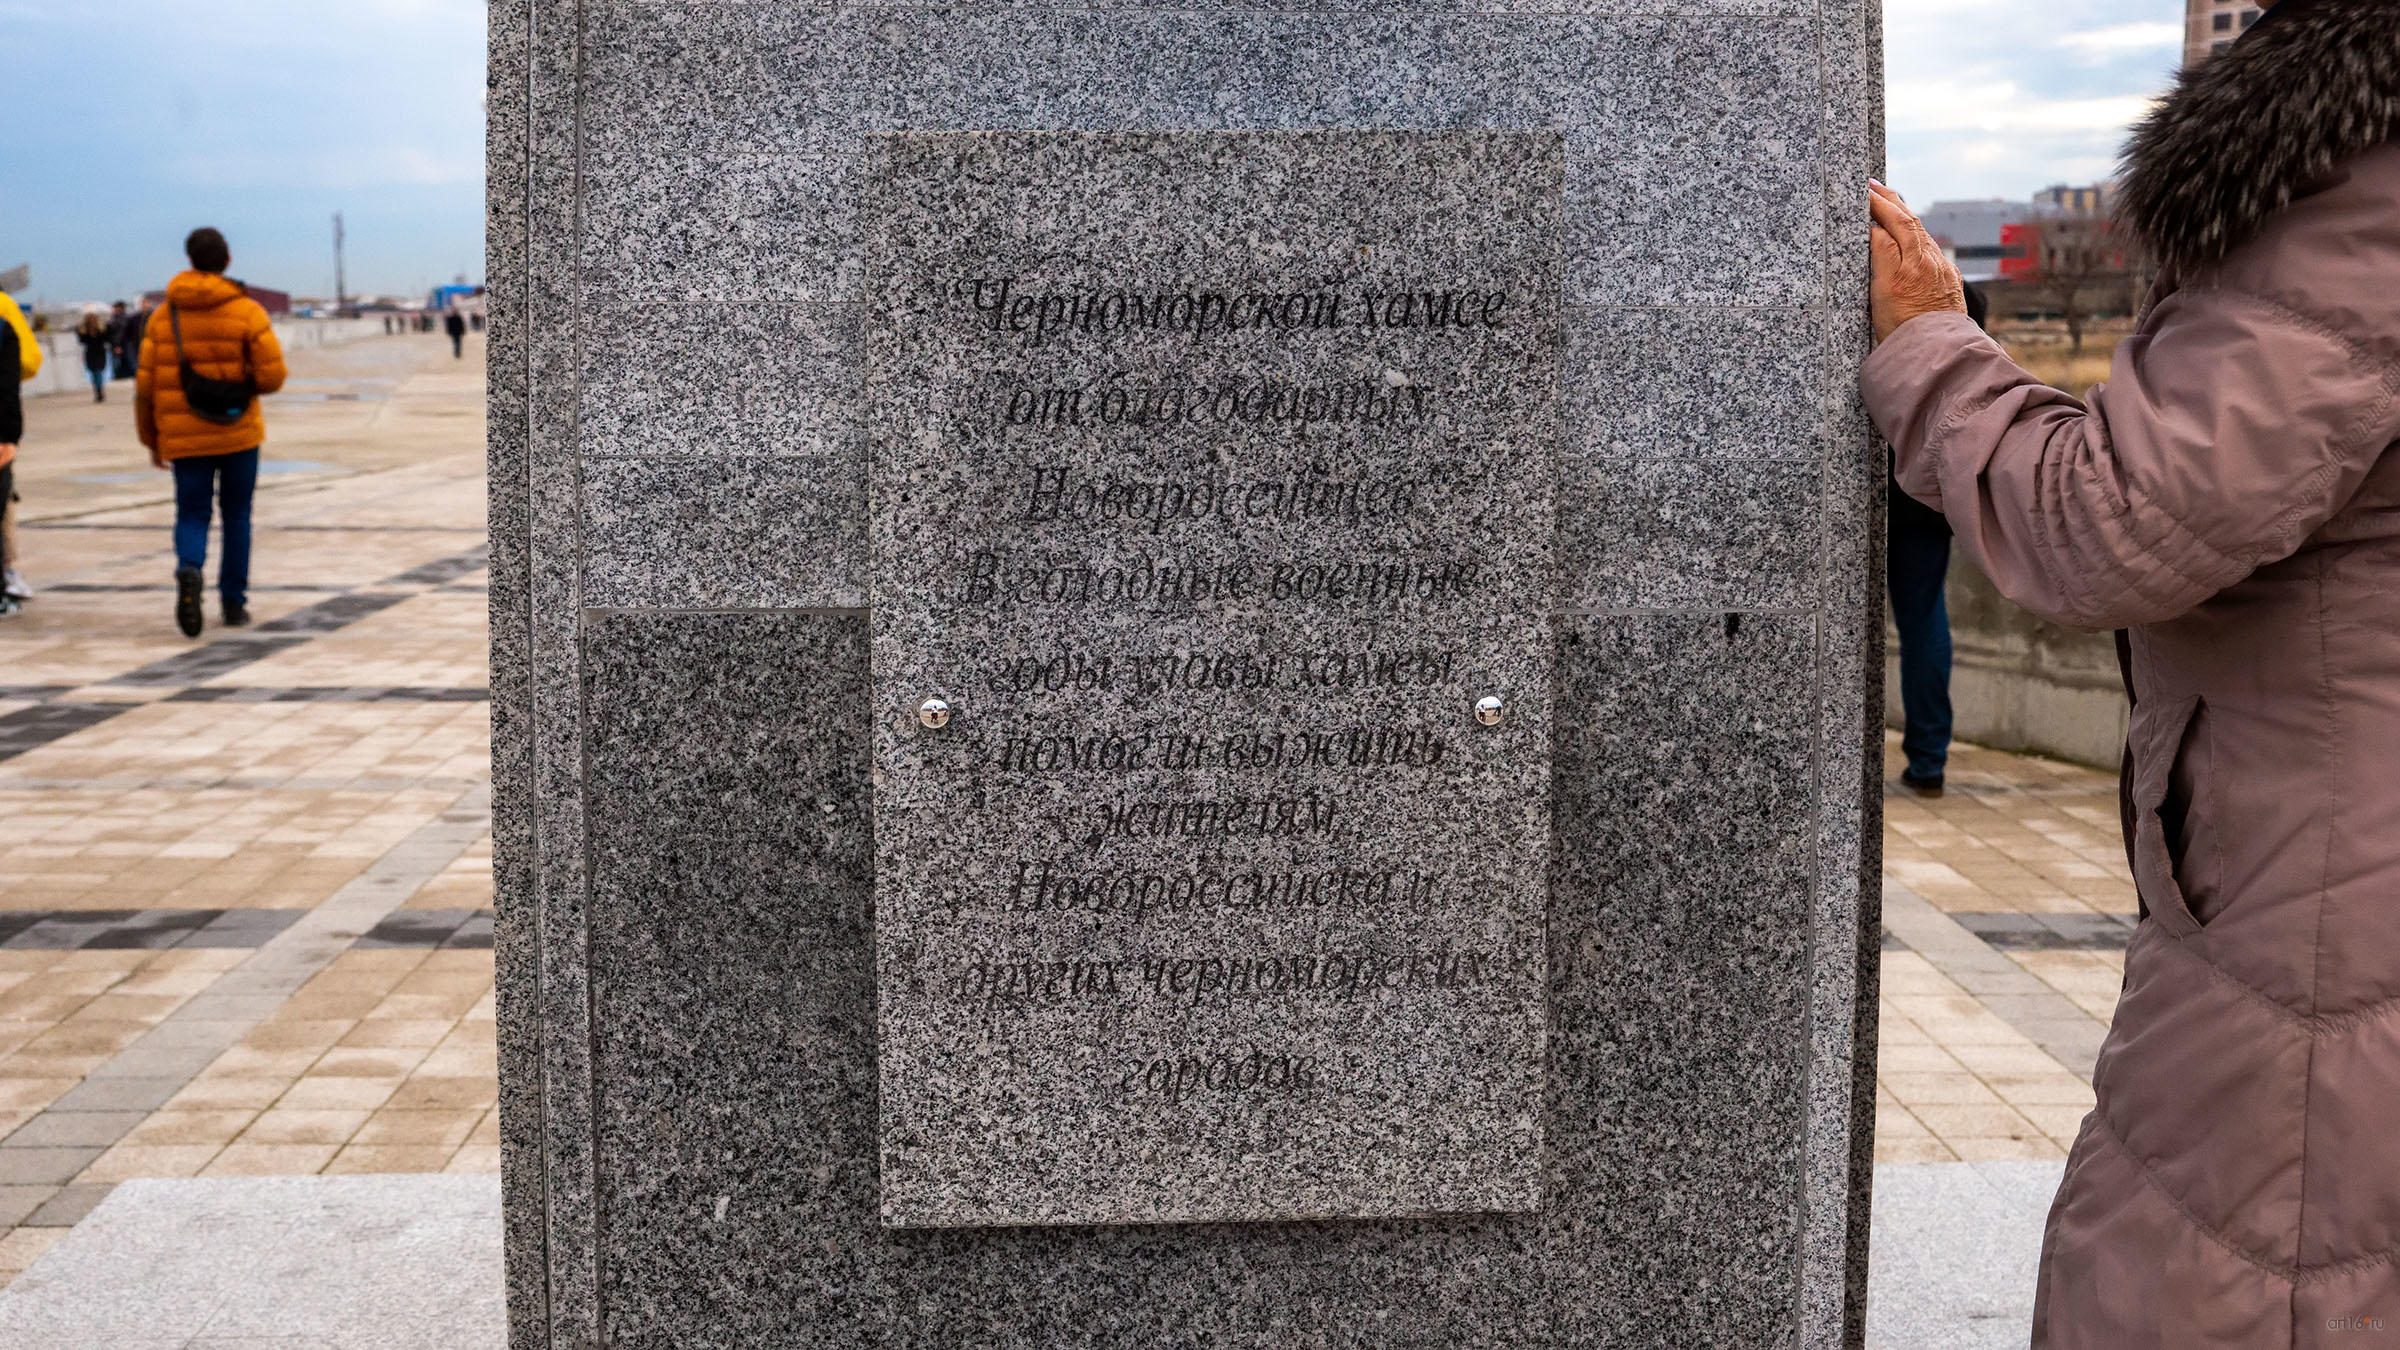 Черноморской хамсе
от благодарных
Новороссийцев
В голодные военные
годы уловы хамсы
помогли выжить
жителям
Новороссийска и
других черноморских
городов
art16.ru